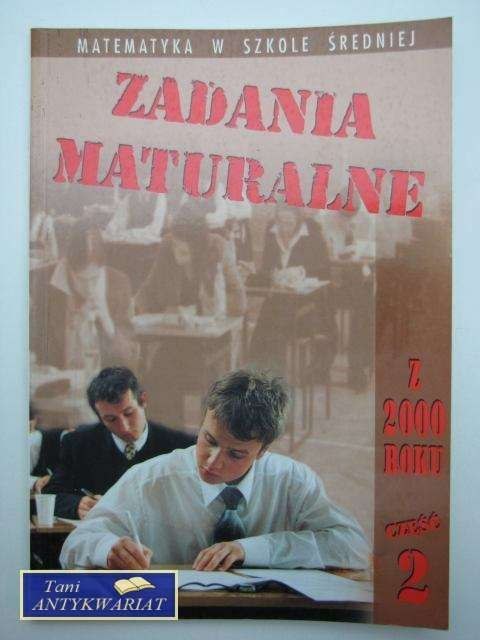 MATEMATYKA W SZKOLE ŚREDNIEJ
ZADANIA
MATURALNE
Z
2000
ROKU
CZĘŚĆ
2
Tani
ANTYKWARIAT